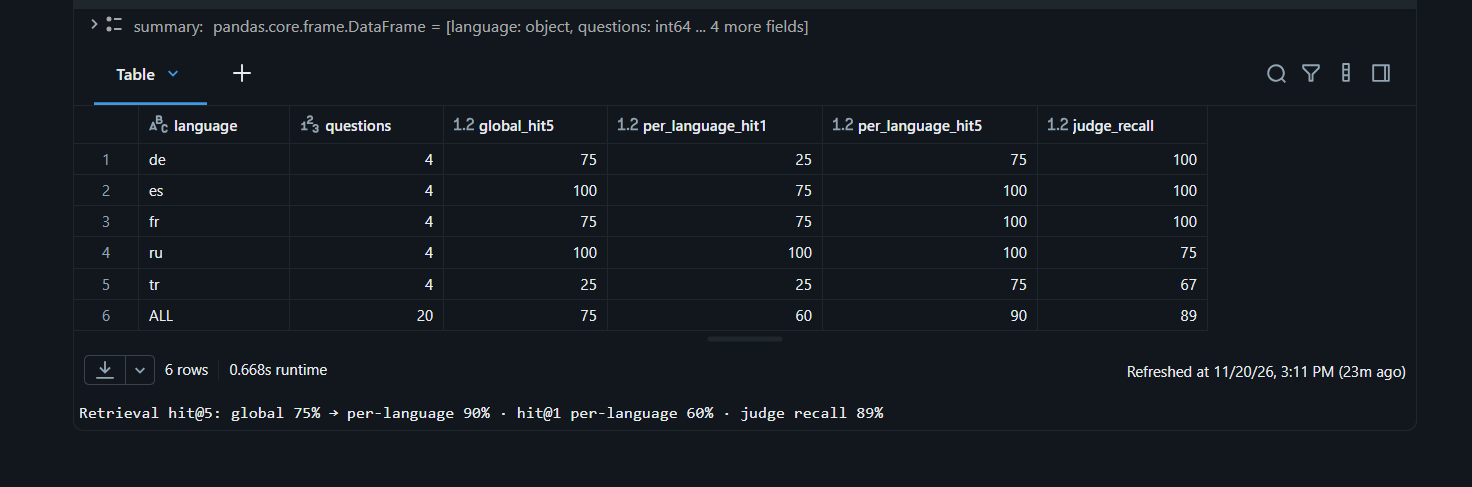 summary: pandas.core.frame.DataFrame = [language: object, questions: int64 ... 4 more fields]
Table
language questions global_hit5 per_language_hit1 per_language_hit5 judge_recall
1 de 4 75 25 75 100
2 es 4 100 75 100 100
3 fr 4 75 75 100 100
4 ru 4 100 100 100 75
5 tr 4 25 25 75 67
6 ALL 20 75 60 90 89
6 rows 0.668s runtime
Refreshed at 11/20/26, 3:11 PM (23m ago)
Retrieval hit@5: global 75% → per-language 90% · hit@1 per-language 60% · judge recall 89%